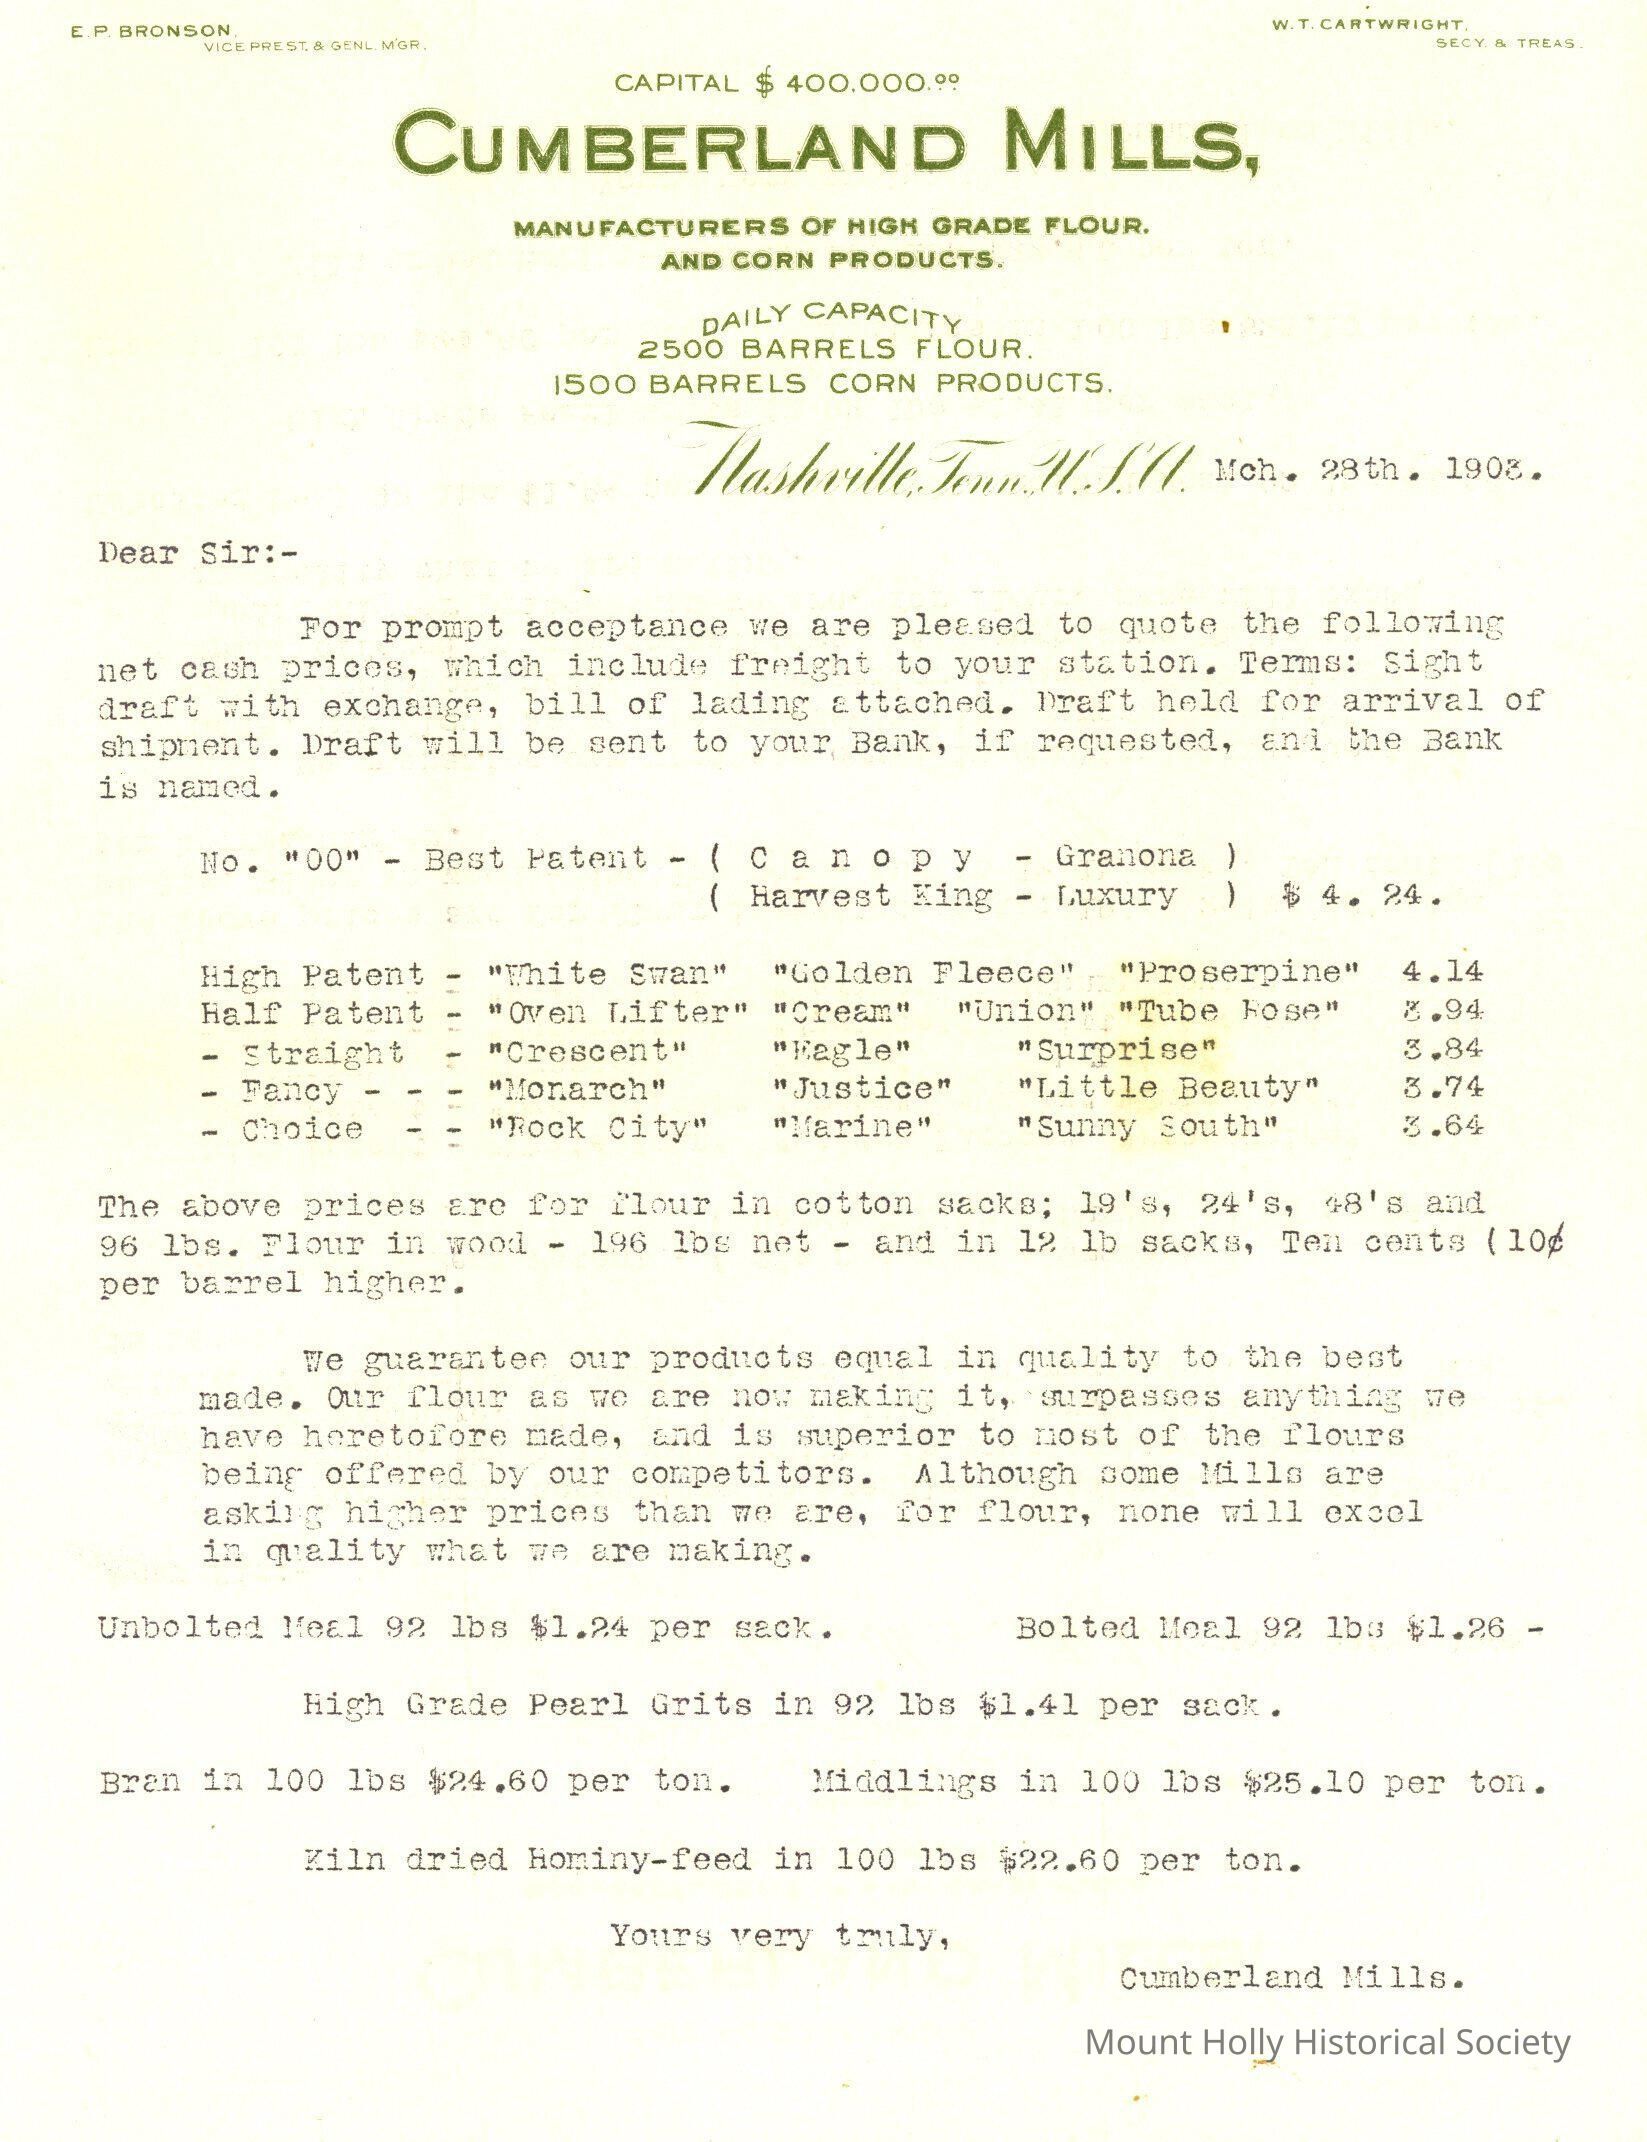 E. P. BRONSON,
VICE PREST. & GENL. M'GR.
W. T. CARTWRIGHT,
SECY. & TREAS.
CAPITAL $ 400,000.00
CUMBERLAND MILLS,
MANUFACTURERS OF HIGH GRADE FLOUR.
AND CORN PRODUCTS.
DAILY CAPACITY
2500 BARRELS FLOUR.
1500 BARRELS CORN PRODUCTS.
Nashville, Tenn. U.S.A. Mch. 28th. 1903.
Dear Sir:-
For prompt acceptance we are pleased to quote the following
net cash prices, which include freight to your station. Terms: Sight
draft with exchange, bill of lading attached. Draft held for arrival of
shipment. Draft will be sent to your Bank, if requested, and the Bank
is named.
No. "00" - Best Patent - ( C a n o p y - Granona )
( Harvest King - Luxury ) $ 4. 24.
High Patent - "White Swan" "Golden Fleece" "Proserpine" 4.14
Half Patent - "Oven Lifter" "Cream" "Union" "Tube Rose" 3.94
- Straight - "Crescent" "Eagle" "Surprise" 3.84
- Fancy - - - "Monarch" "Justice" "Little Beauty" 3.74
- Choice - - "Rock City" "Marine" "Sunny South" 3.64
The above prices are for flour in cotton sacks; 19's, 24's, 48's and
96 lbs. Flour in wood - 196 lbs net - and in 12 lb sacks, Ten cents (10¢
per barrel higher.
We guarantee our products equal in quality to the best
made. Our flour as we are now making it, surpasses anything we
have heretofore made, and is superior to most of the flours
being offered by our competitors. Although some Mills are
asking higher prices than we are, for flour, none will excel
in quality what we are making.
Unbolted Meal 92 lbs $1.24 per sack. Bolted Meal 92 lbs $1.26 -
High Grade Pearl Grits in 92 lbs $1.41 per sack.
Bran in 100 lbs $24.60 per ton. Middlings in 100 lbs $25.10 per ton.
Kiln dried Hominy-feed in 100 lbs $22.60 per ton.
Yours very truly,
Cumberland Mills.
Mount Holly Historical Society